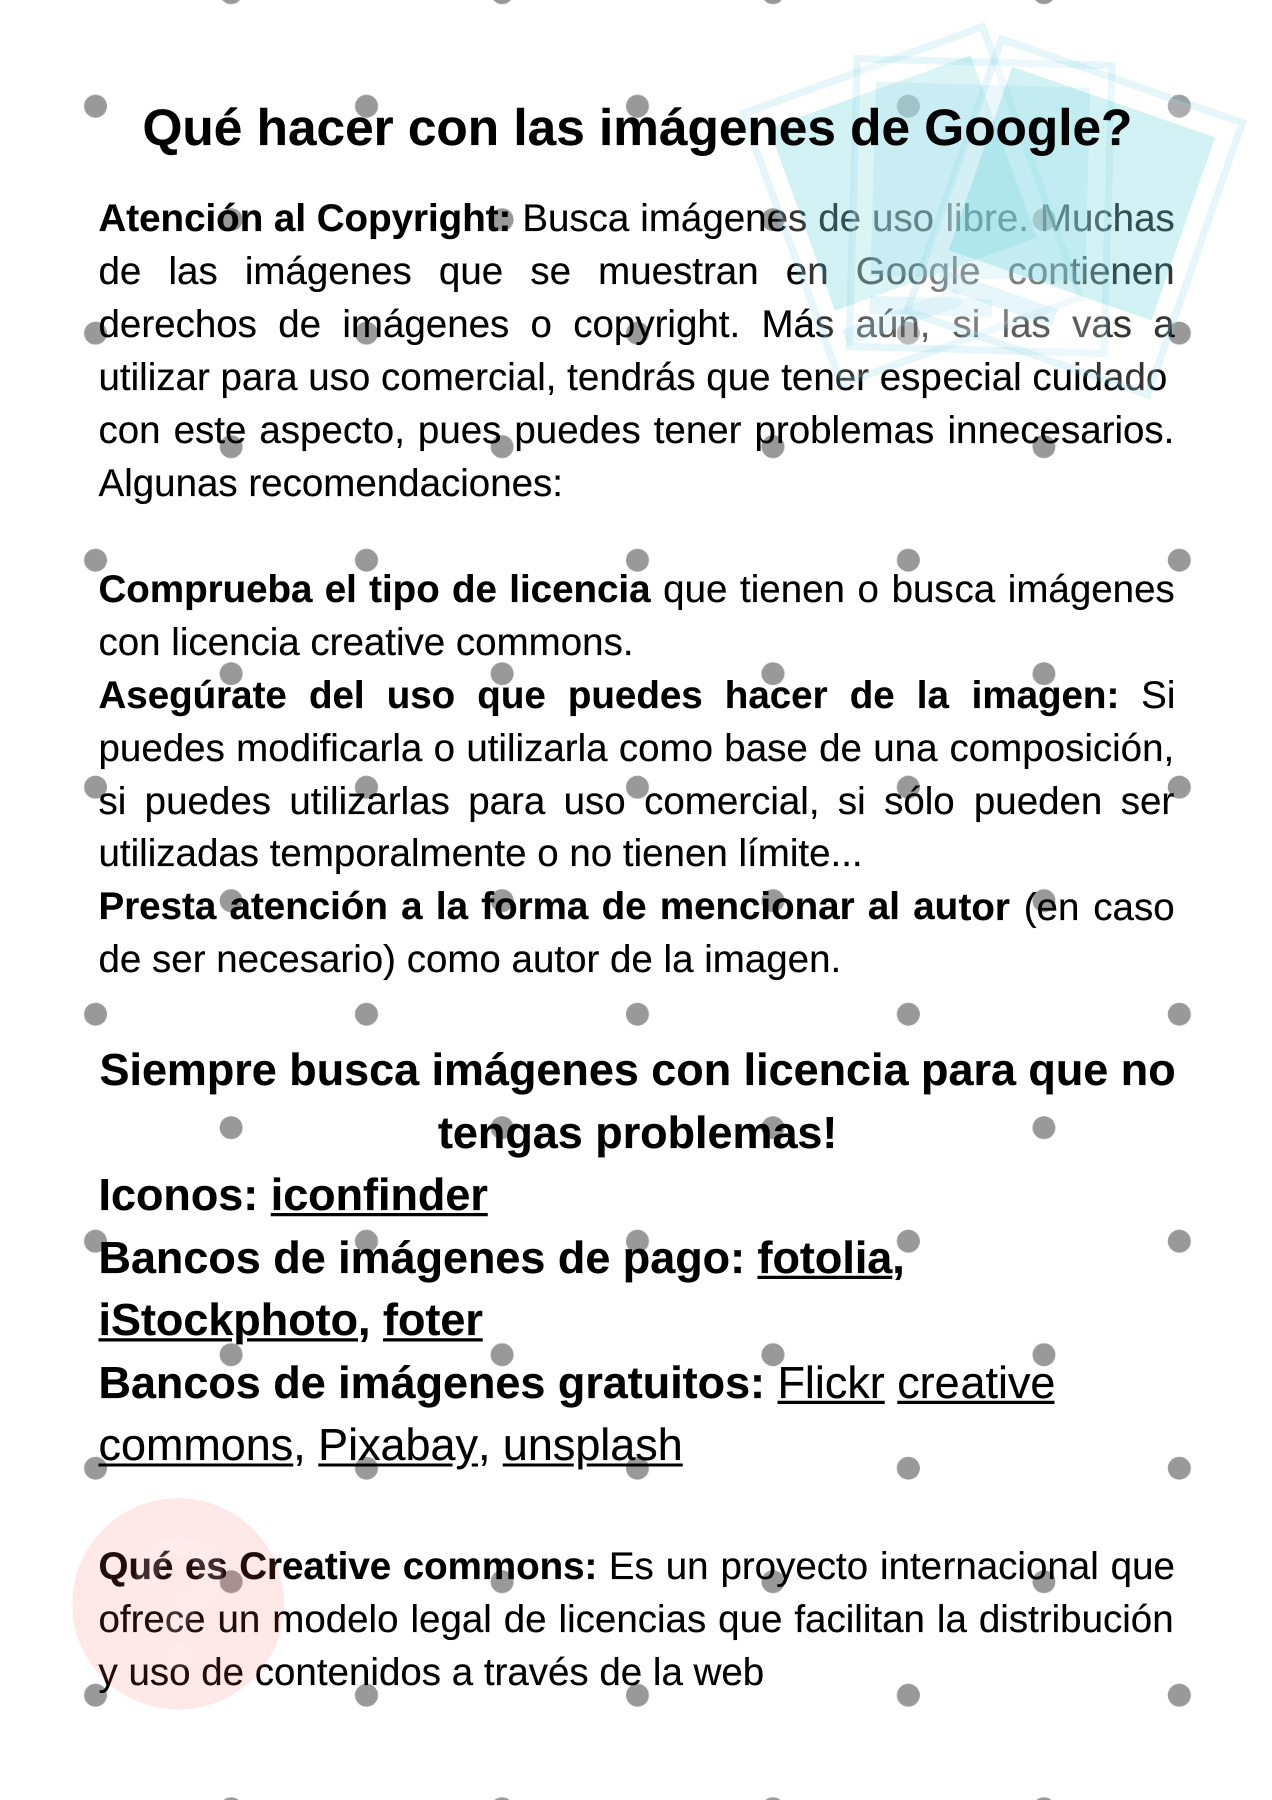 Qué hacer con las imágenes de Google?
Atención al Copyright: Busca imágenes de uso libre. Muchas
de las imágenes que se muestran en Google contienen
derechos de imágenes o copyright. Más aún, si las vas a
utilizar para uso comercial, tendrás que tener especial cuidado
con este aspecto, pues puedes tener problemas innecesarios.
Algunas recomendaciones:
Comprueba el tipo de licencia que tienen o busca imágenes
con licencia creative commons.
Asegúrate del uso que puedes hacer de la imagen: Si
puedes modificarla o utilizarla como base de una composición,
si puedes utilizarlas para uso comercial, si sólo pueden ser
utilizadas temporalmente o no tienen límite...
Presta atención a la forma de mencionar al autor (en caso
de ser necesario) como autor de la imagen.
Siempre busca imágenes con licencia para que no
tengas problemas!
Iconos: iconfinder
Bancos de imágenes de pago: fotolia,
iStockphoto, foter
Bancos de imágenes gratuitos: Flickr creative
commons, Pixabay, unsplash
Qué es Creative commons: Es un proyecto internacional que
ofrece un modelo legal de licencias que facilitan la distribución
y uso de contenidos a través de la web